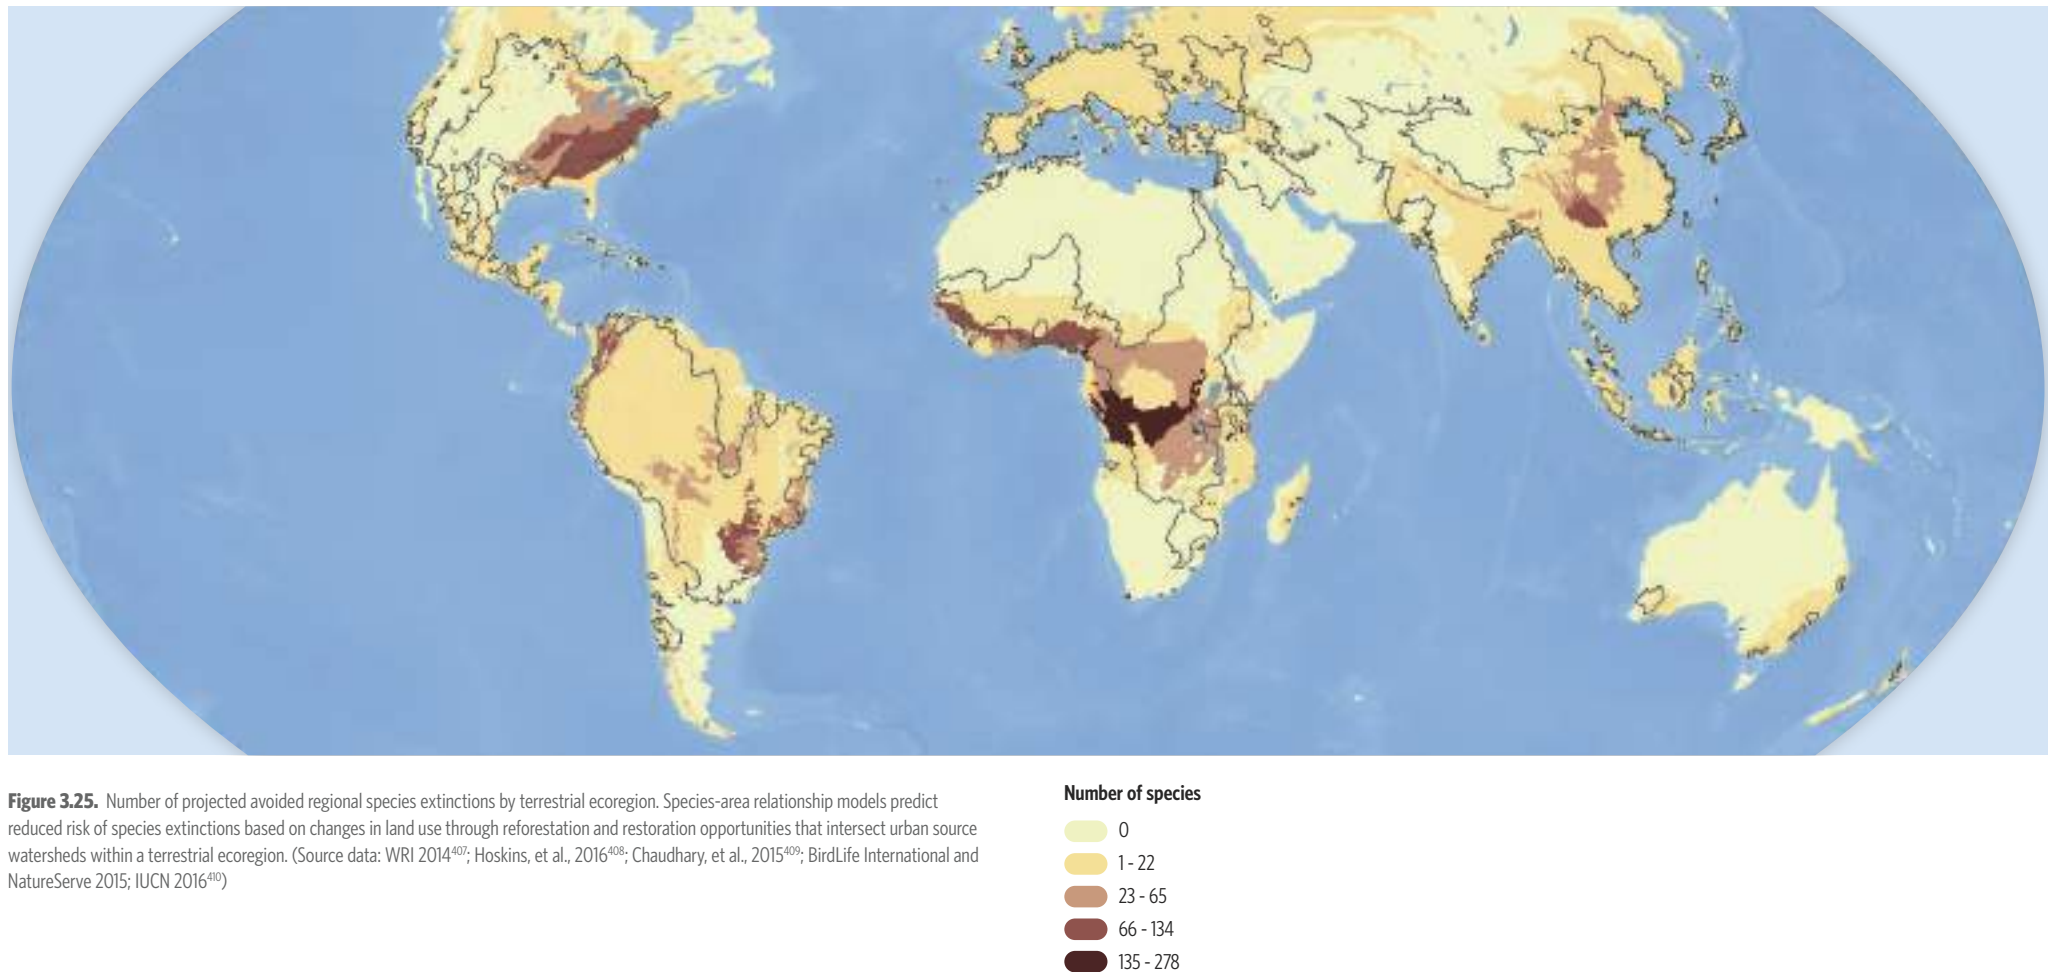 Figure 3.25. Number of projected avoided regional species extinctions by terrestrial ecoregion. Species-area relationship models predict
reduced risk of species extinctions based on changes in land use through reforestation and restoration opportunities that intersect urban source
watersheds within a terrestrial ecoregion. (Source data: WRI 2014407; Hoskins, et al., 2016408; Chaudhary, et al., 2015409; BirdLife International and
NatureServe 2015; IUCN 2016410)
Number of species
0
1 - 22
23 - 65
66 - 134
135 - 278